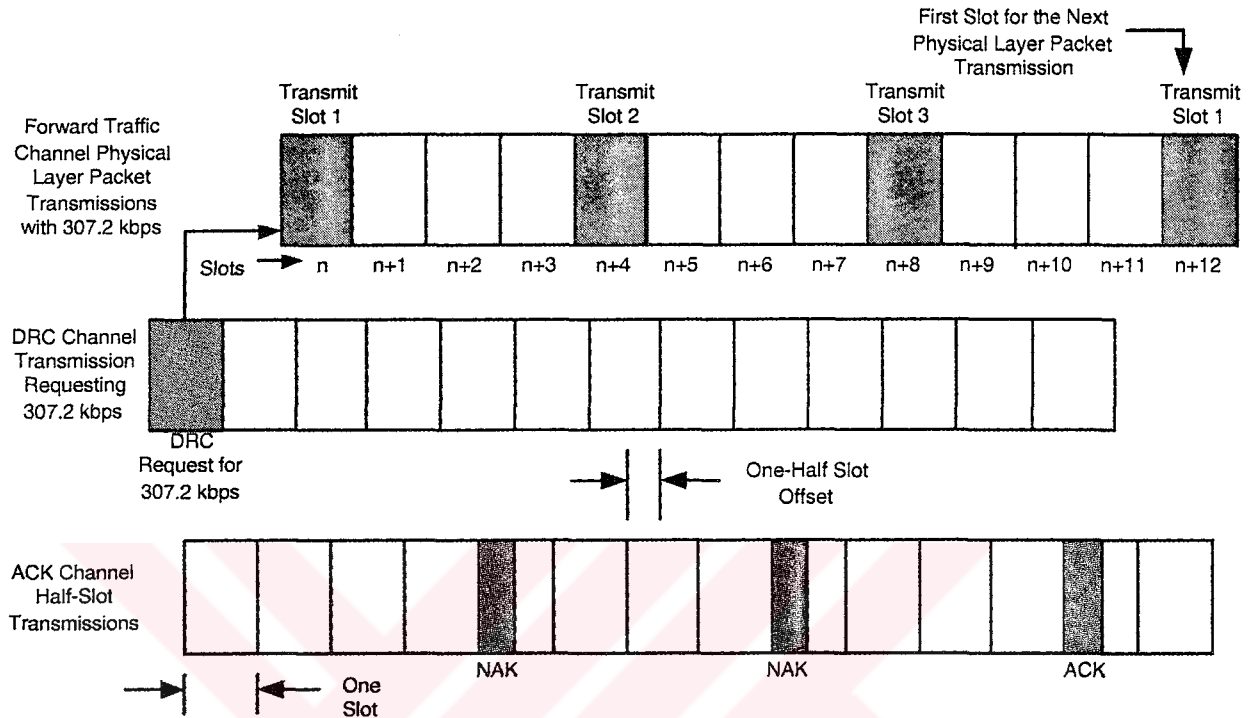 First Slot for the Next
Physical Layer Packet
Transmission
Transmit
Slot 1
Transmit
Slot 2
Transmit
Slot 3
Transmit
Slot 1
Forward Traffic
Channel Physical
Layer Packet
Transmissions
with 307.2 kbps
Slots
n
n+1
n+2
n+3
n+4
n+5
n+6
n+7
n+8
n+9
n+10
n+11
n+12
DRC Channel
Transmission
Requesting
307.2 kbps
DRC
Request for
307.2 kbps
One-Half Slot
Offset
ACK Channel
Half-Slot
Transmissions
NAK
NAK
ACK
One
Slot